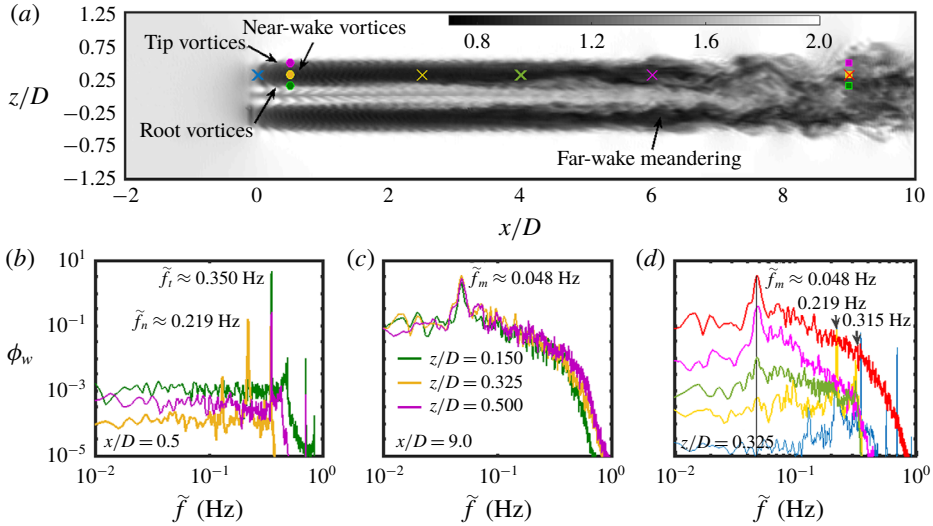 (a)
1.25
0.75
0.25
−0.25
−0.75
−1.25
z/D
Tip vortices
Near-wake vortices
Root vortices
Far-wake meandering
0.8 1.2 1.6 2.0
−2 0 2 4 6 8 10
x/D
(b) (c) (d)
10^1
10^−1
10^−3
10^−5
ϕ_w
f̃_t ≈ 0.350 Hz
f̃_n ≈ 0.219 Hz
x/D = 0.5
10^−2 10^−1 10^0
f̃ (Hz)
f̃_m ≈ 0.048 Hz
z/D = 0.150
z/D = 0.325
z/D = 0.500
x/D = 9.0
10^−2 10^−1 10^0
f̃ (Hz)
f̃_m ≈ 0.048 Hz
0.219 Hz
0.315 Hz
z/D = 0.325
10^−2 10^−1 10^0
f̃ (Hz)